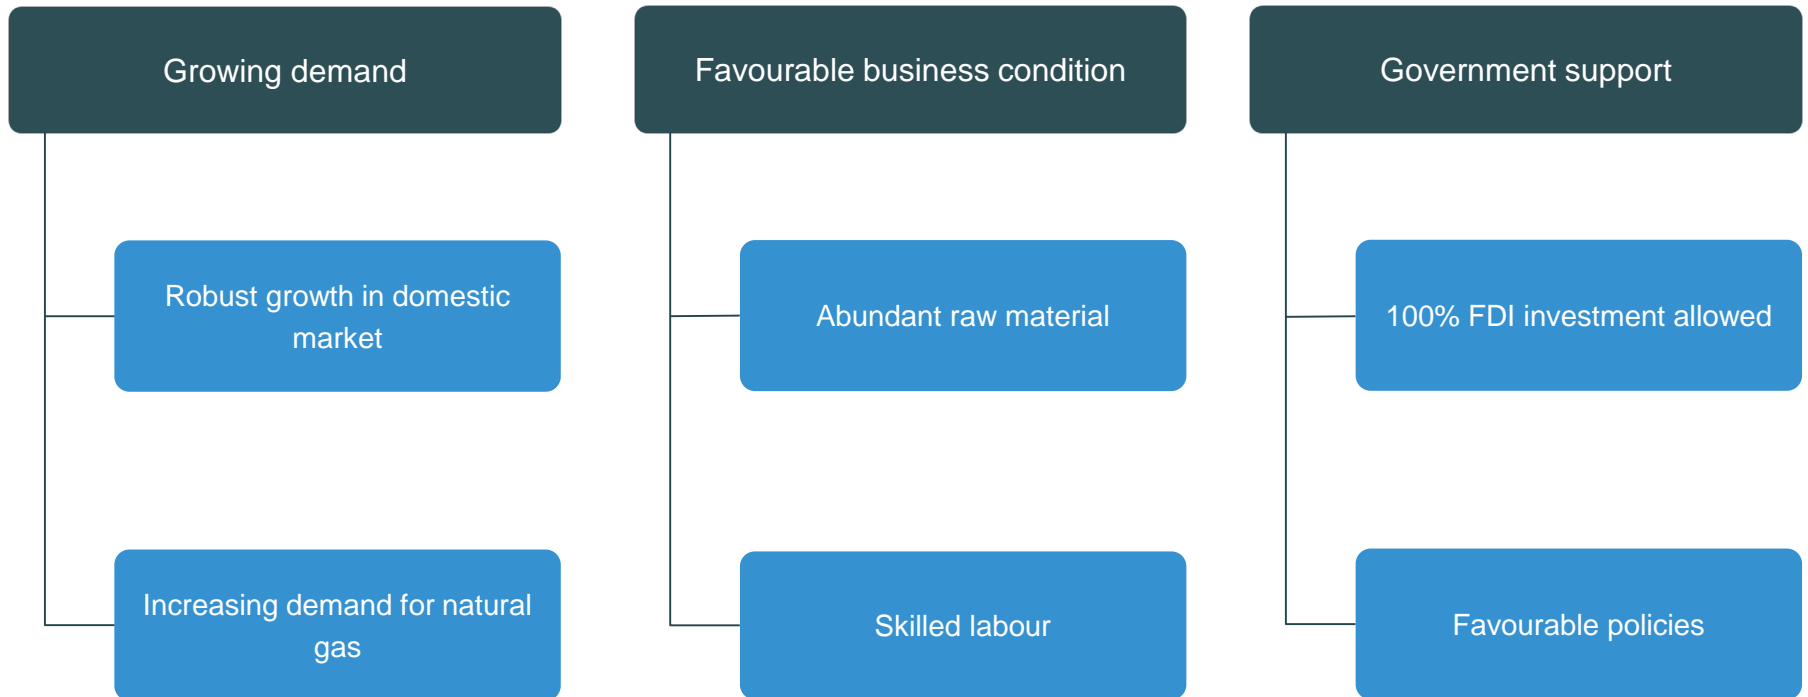 Growing demand
Favourable business condition
Government support
Robust growth in domestic
market
Abundant raw material
100% FDI investment allowed
Increasing demand for natural
gas
Skilled labour
Favourable policies